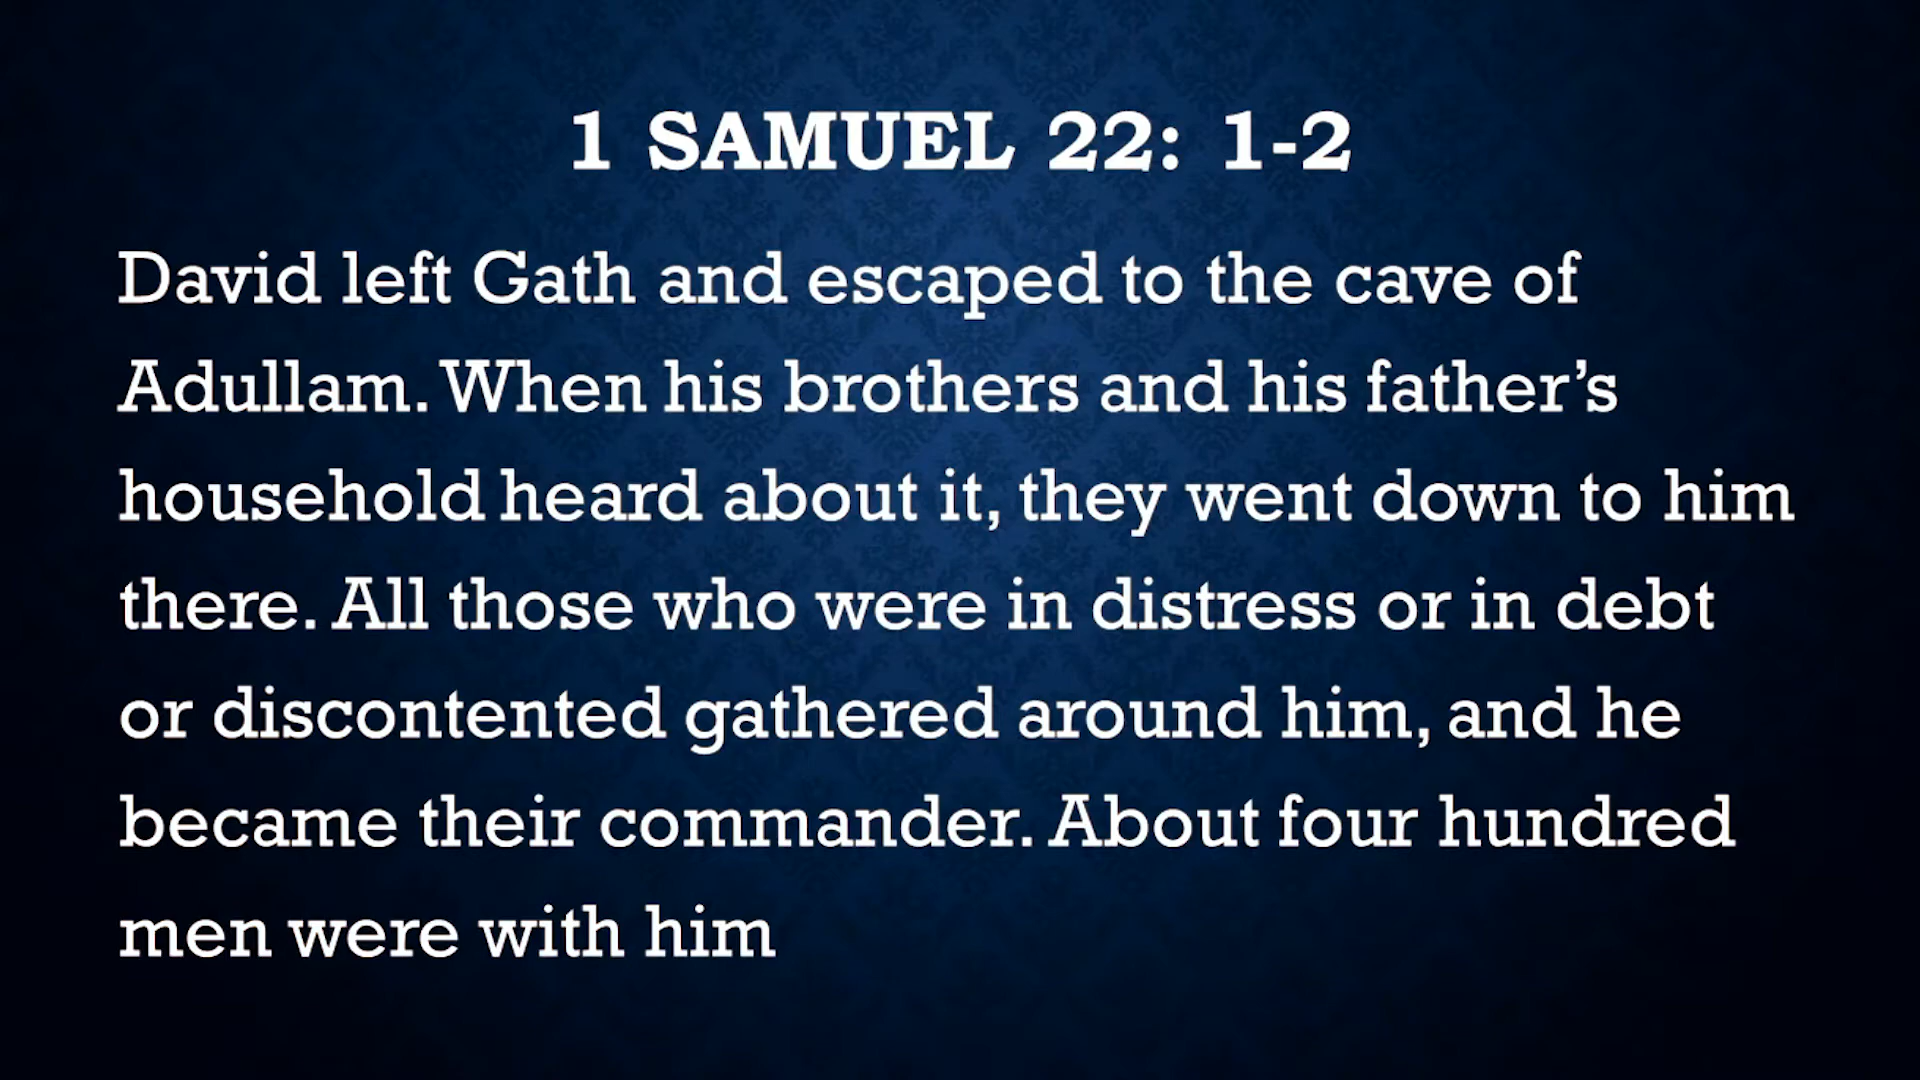 1 SAMUEL 22: 1-2
David left Gath and escaped to the cave of
Adullam. When his brothers and his father’s
household heard about it, they went down to him
there. All those who were in distress or in debt
or discontented gathered around him, and he
became their commander. About four hundred
men were with him